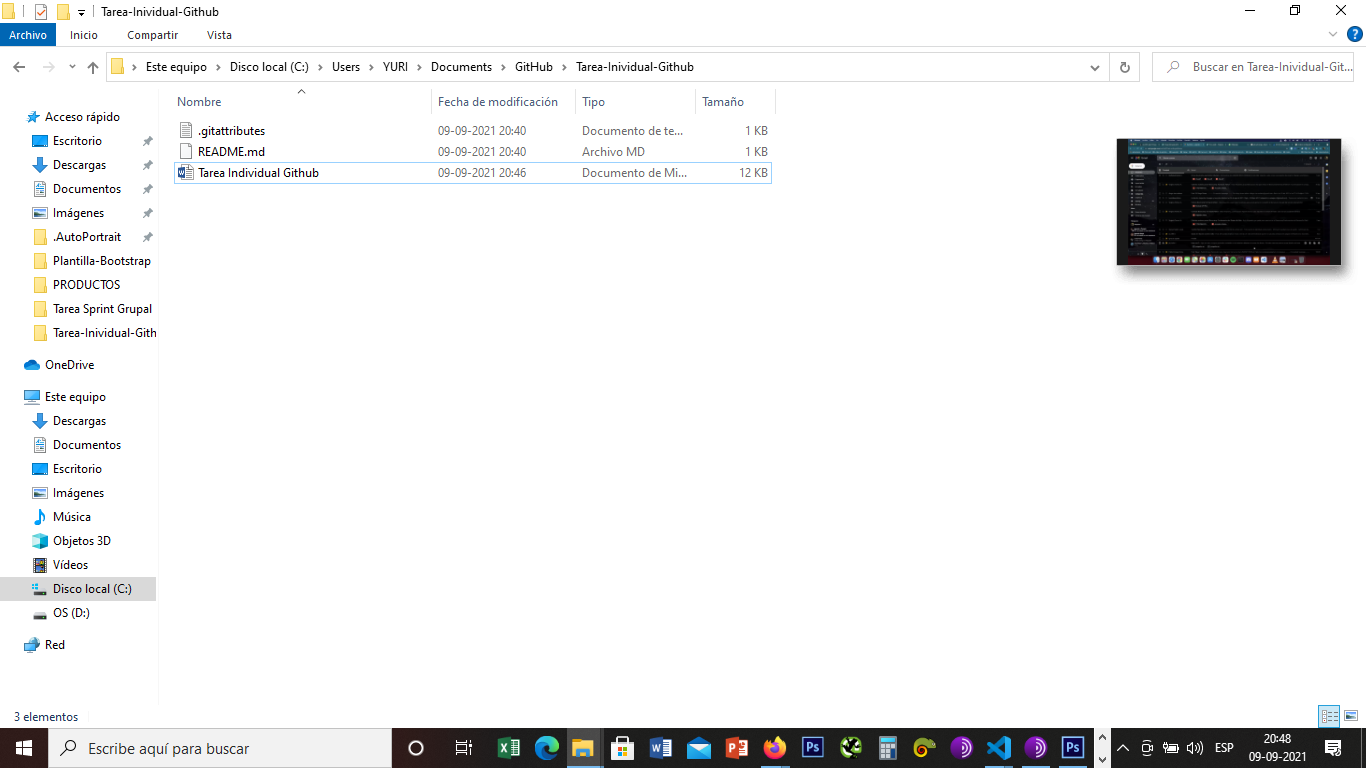 Tarea-Inividual-Github
Archivo Inicio Compartir Vista
Este equipo Disco local (C:) Users YURI Documents GitHub Tarea-Inividual-Github
Buscar en Tarea-Inividual-Git...
Nombre Fecha de modificación Tipo Tamaño
.gitattributes 09-09-2021 20:40 Documento de te... 1 KB
README.md 09-09-2021 20:40 Archivo MD 1 KB
Tarea Individual Github 09-09-2021 20:46 Documento de Mi... 12 KB
Acceso rápido
Escritorio
Descargas
Documentos
Imágenes
.AutoPortrait
Plantilla-Bootstrap
PRODUCTOS
Tarea Sprint Grupal
Tarea-Inividual-Gith
OneDrive
Este equipo
Descargas
Documentos
Escritorio
Imágenes
Música
Objetos 3D
Vídeos
Disco local (C:)
OS (D:)
Red
3 elementos
Escribe aquí para buscar
ESP
20:48
09-09-2021